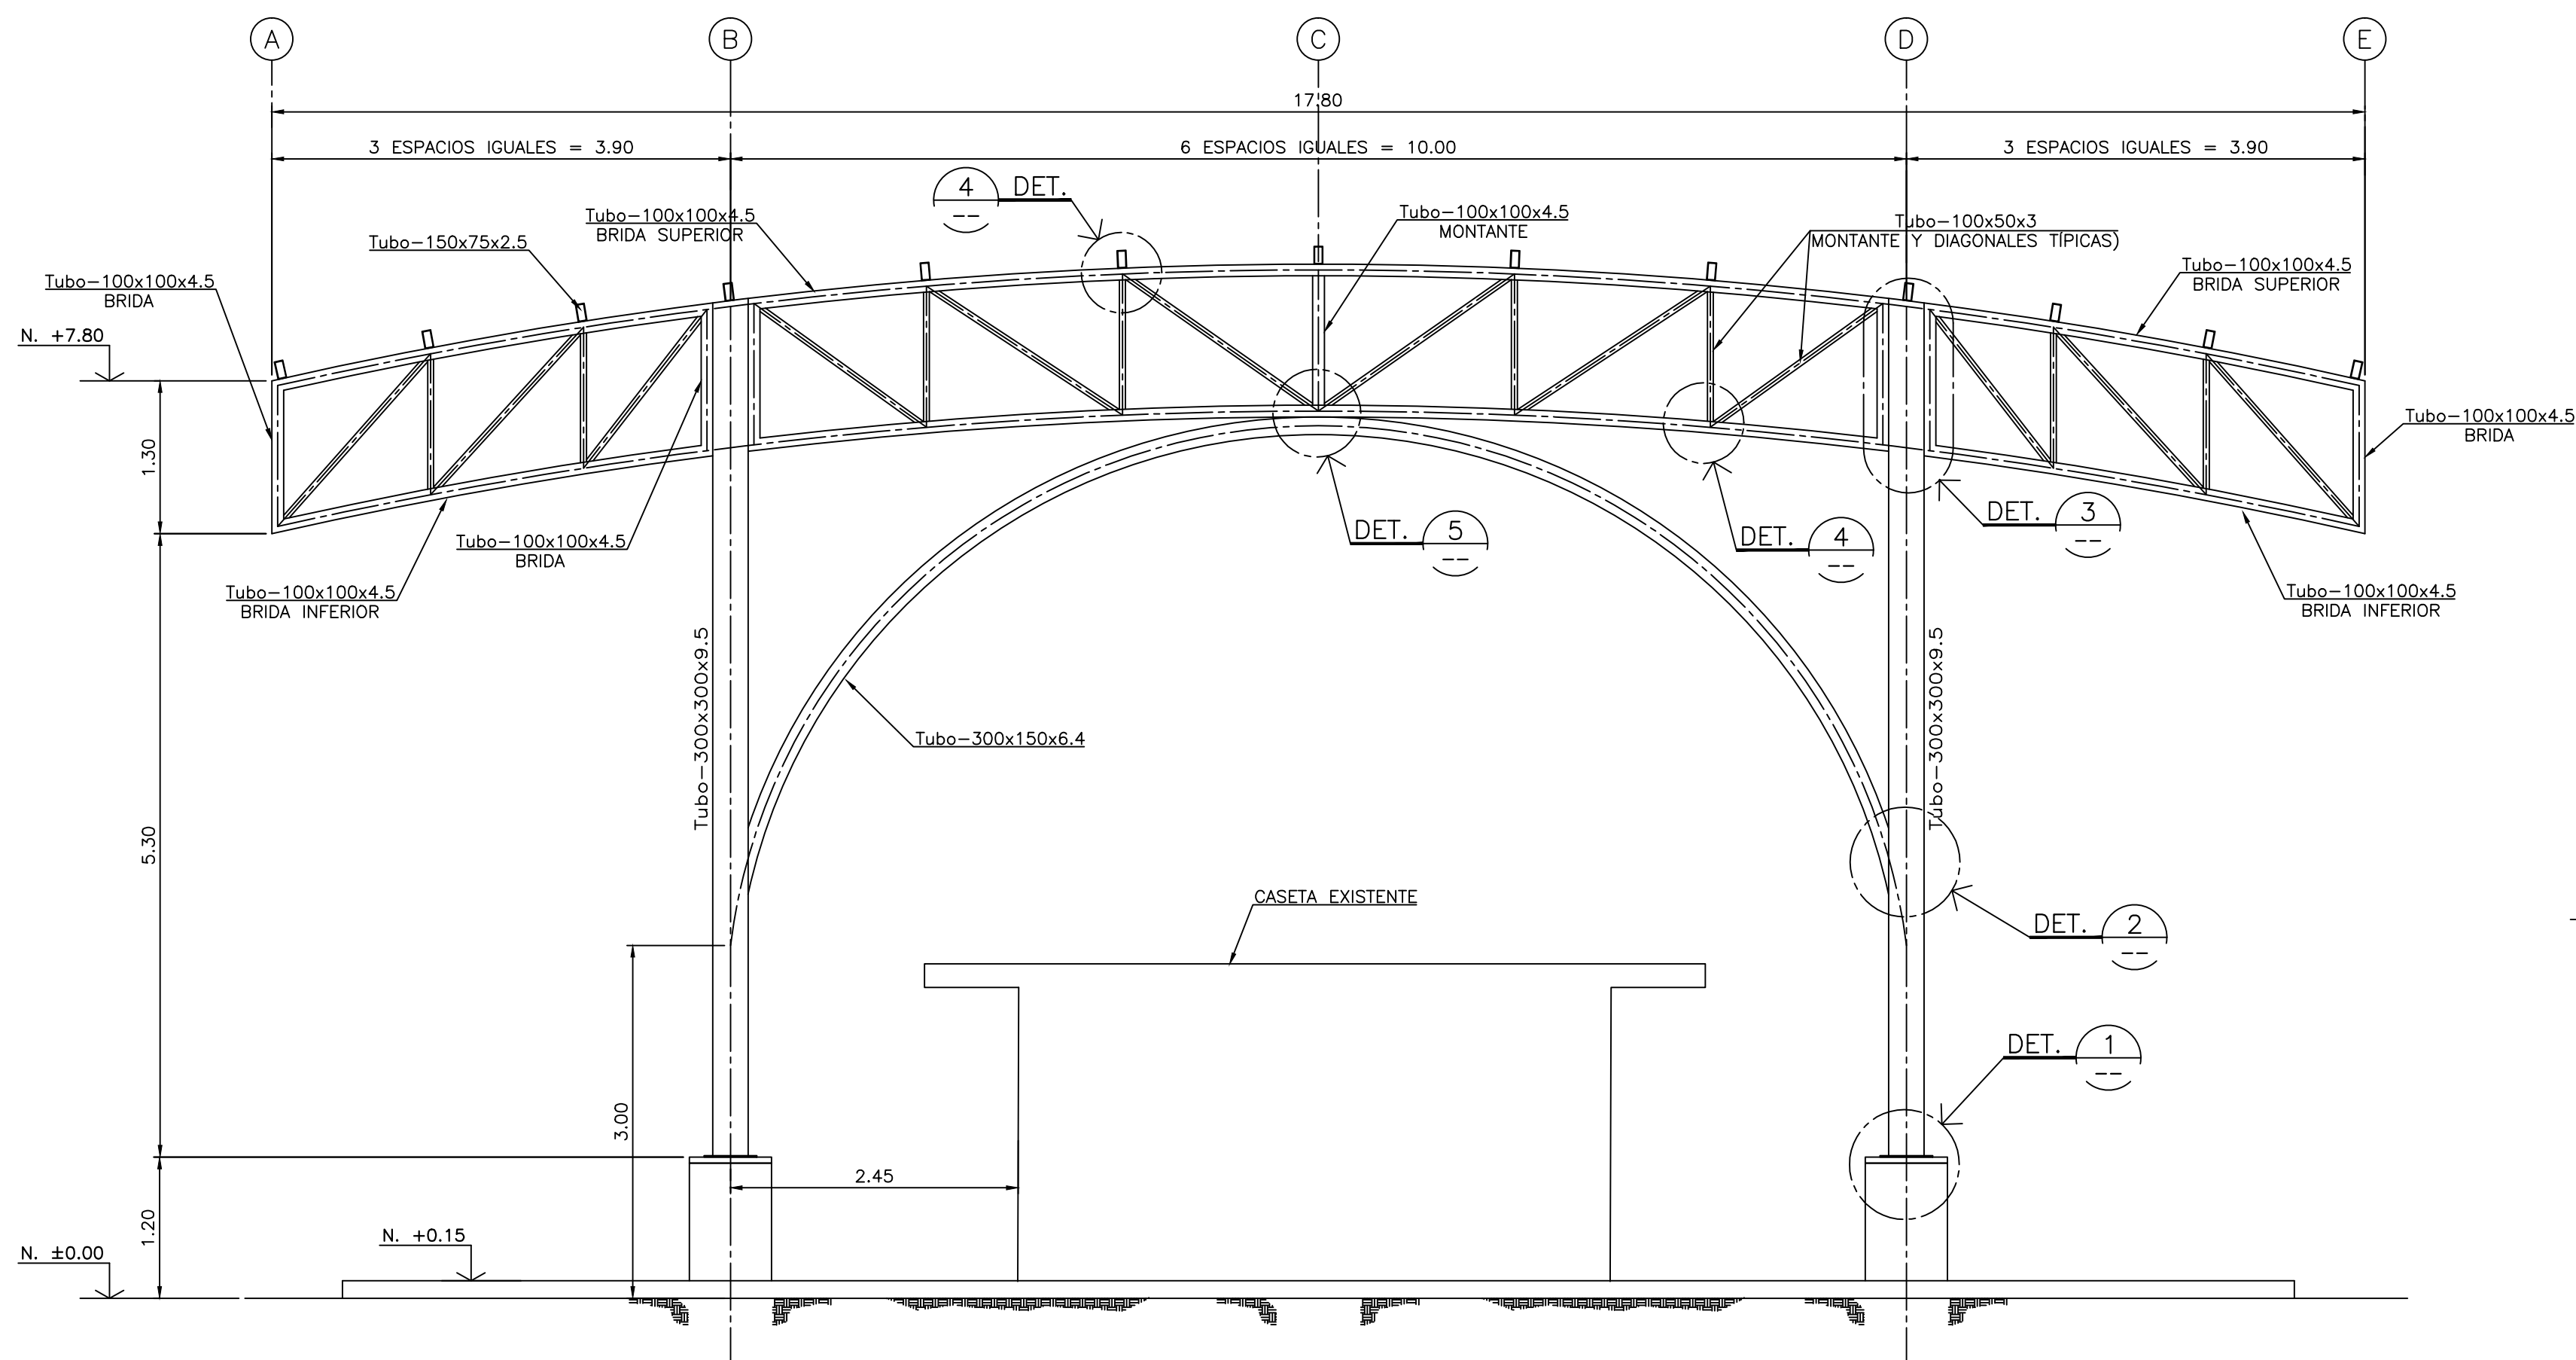 A
B
C
D
E
17.80
3 ESPACIOS IGUALES = 3.90
6 ESPACIOS IGUALES = 10.00
3 ESPACIOS IGUALES = 3.90
4
DET.
--
Tubo-100x100x4.5
BRIDA SUPERIOR
Tubo-100x100x4.5
MONTANTE
Tubo-100x50x3
MONTANTE Y DIAGONALES TÍPICAS)
Tubo-150x75x2.5
Tubo-100x100x4.5
BRIDA SUPERIOR
Tubo-100x100x4.5
BRIDA
N. +7.80
Tubo-100x100x4.5
BRIDA
1.30
DET.
5
--
DET.
4
--
DET.
3
--
Tubo-100x100x4.5
BRIDA
Tubo-100x100x4.5
BRIDA INFERIOR
Tubo-100x100x4.5
BRIDA INFERIOR
Tubo-300x300x9.5
Tubo-300x300x9.5
Tubo-300x150x6.4
5.30
CASETA EXISTENTE
DET.
2
--
DET.
1
--
3.00
2.45
1.20
N. +0.15
N. ±0.00